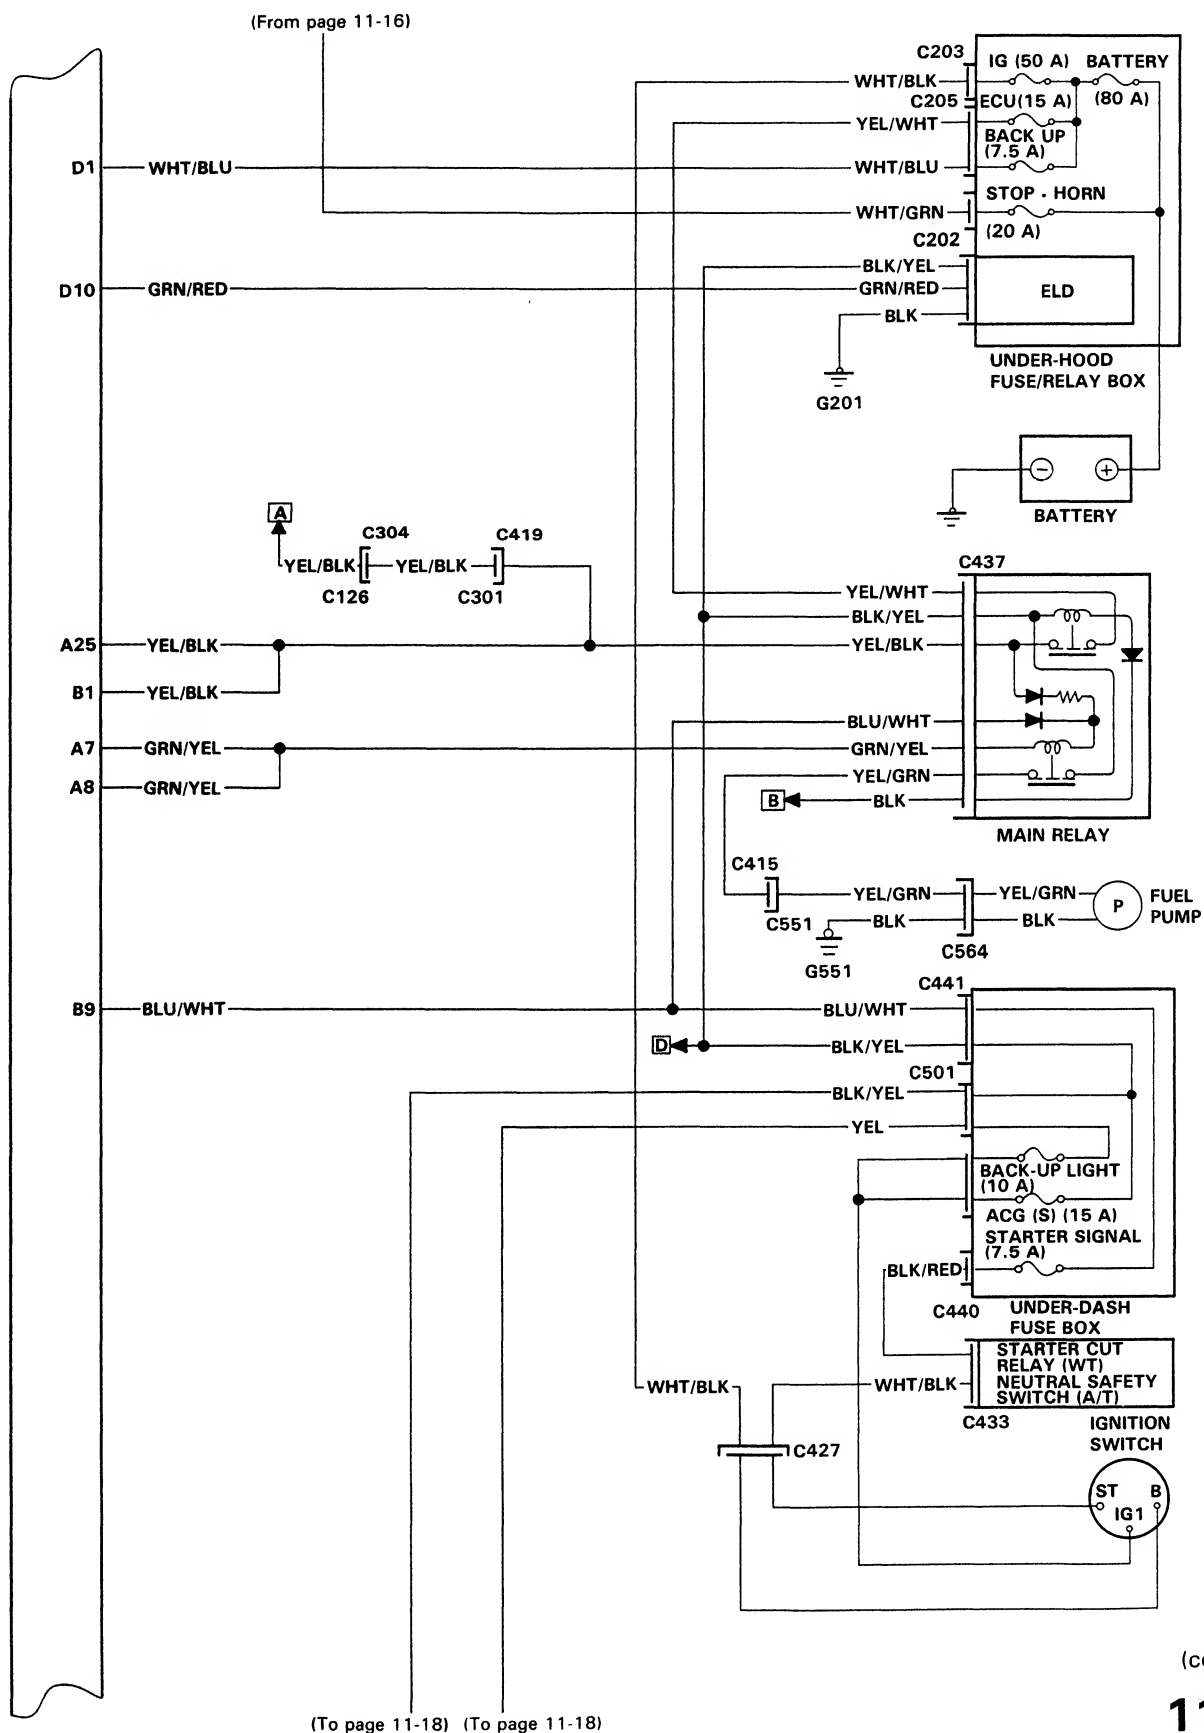 (From page 11-16)
C203
IG (50 A) BATTERY
WHT/BLK
(80 A)
C205 ECU(15 A)
YEL/WHT
BACK UP
(7.5 A)
D1 WHT/BLU WHT/BLU
STOP - HORN
WHT/GRN
(20 A)
C202
BLK/YEL
D10 GRN/RED GRN/RED ELD
BLK
UNDER-HOOD
FUSE/RELAY BOX
G201
− +
BATTERY
A
C304 C419
YEL/BLK YEL/BLK
C126 C301
C437
YEL/WHT
BLK/YEL
A25 YEL/BLK YEL/BLK
B1 YEL/BLK
BLU/WHT
A7 GRN/YEL GRN/YEL
YEL/GRN
A8 GRN/YEL
B BLK
MAIN RELAY
C415
YEL/GRN YEL/GRN P FUEL
PUMP
C551 BLK BLK
G551 C564
C441
B9 BLU/WHT BLU/WHT
D BLK/YEL
C501
BLK/YEL
YEL
BACK-UP LIGHT
(10 A)
ACG (S) (15 A)
STARTER SIGNAL
(7.5 A)
BLK/RED
C440 UNDER-DASH
FUSE BOX
STARTER CUT
RELAY (WT)
WHT/BLK WHT/BLK NEUTRAL SAFETY
SWITCH (A/T)
C433
IGNITION
SWITCH
C427
ST B
IG1
(co
11
(To page 11-18) (To page 11-18)